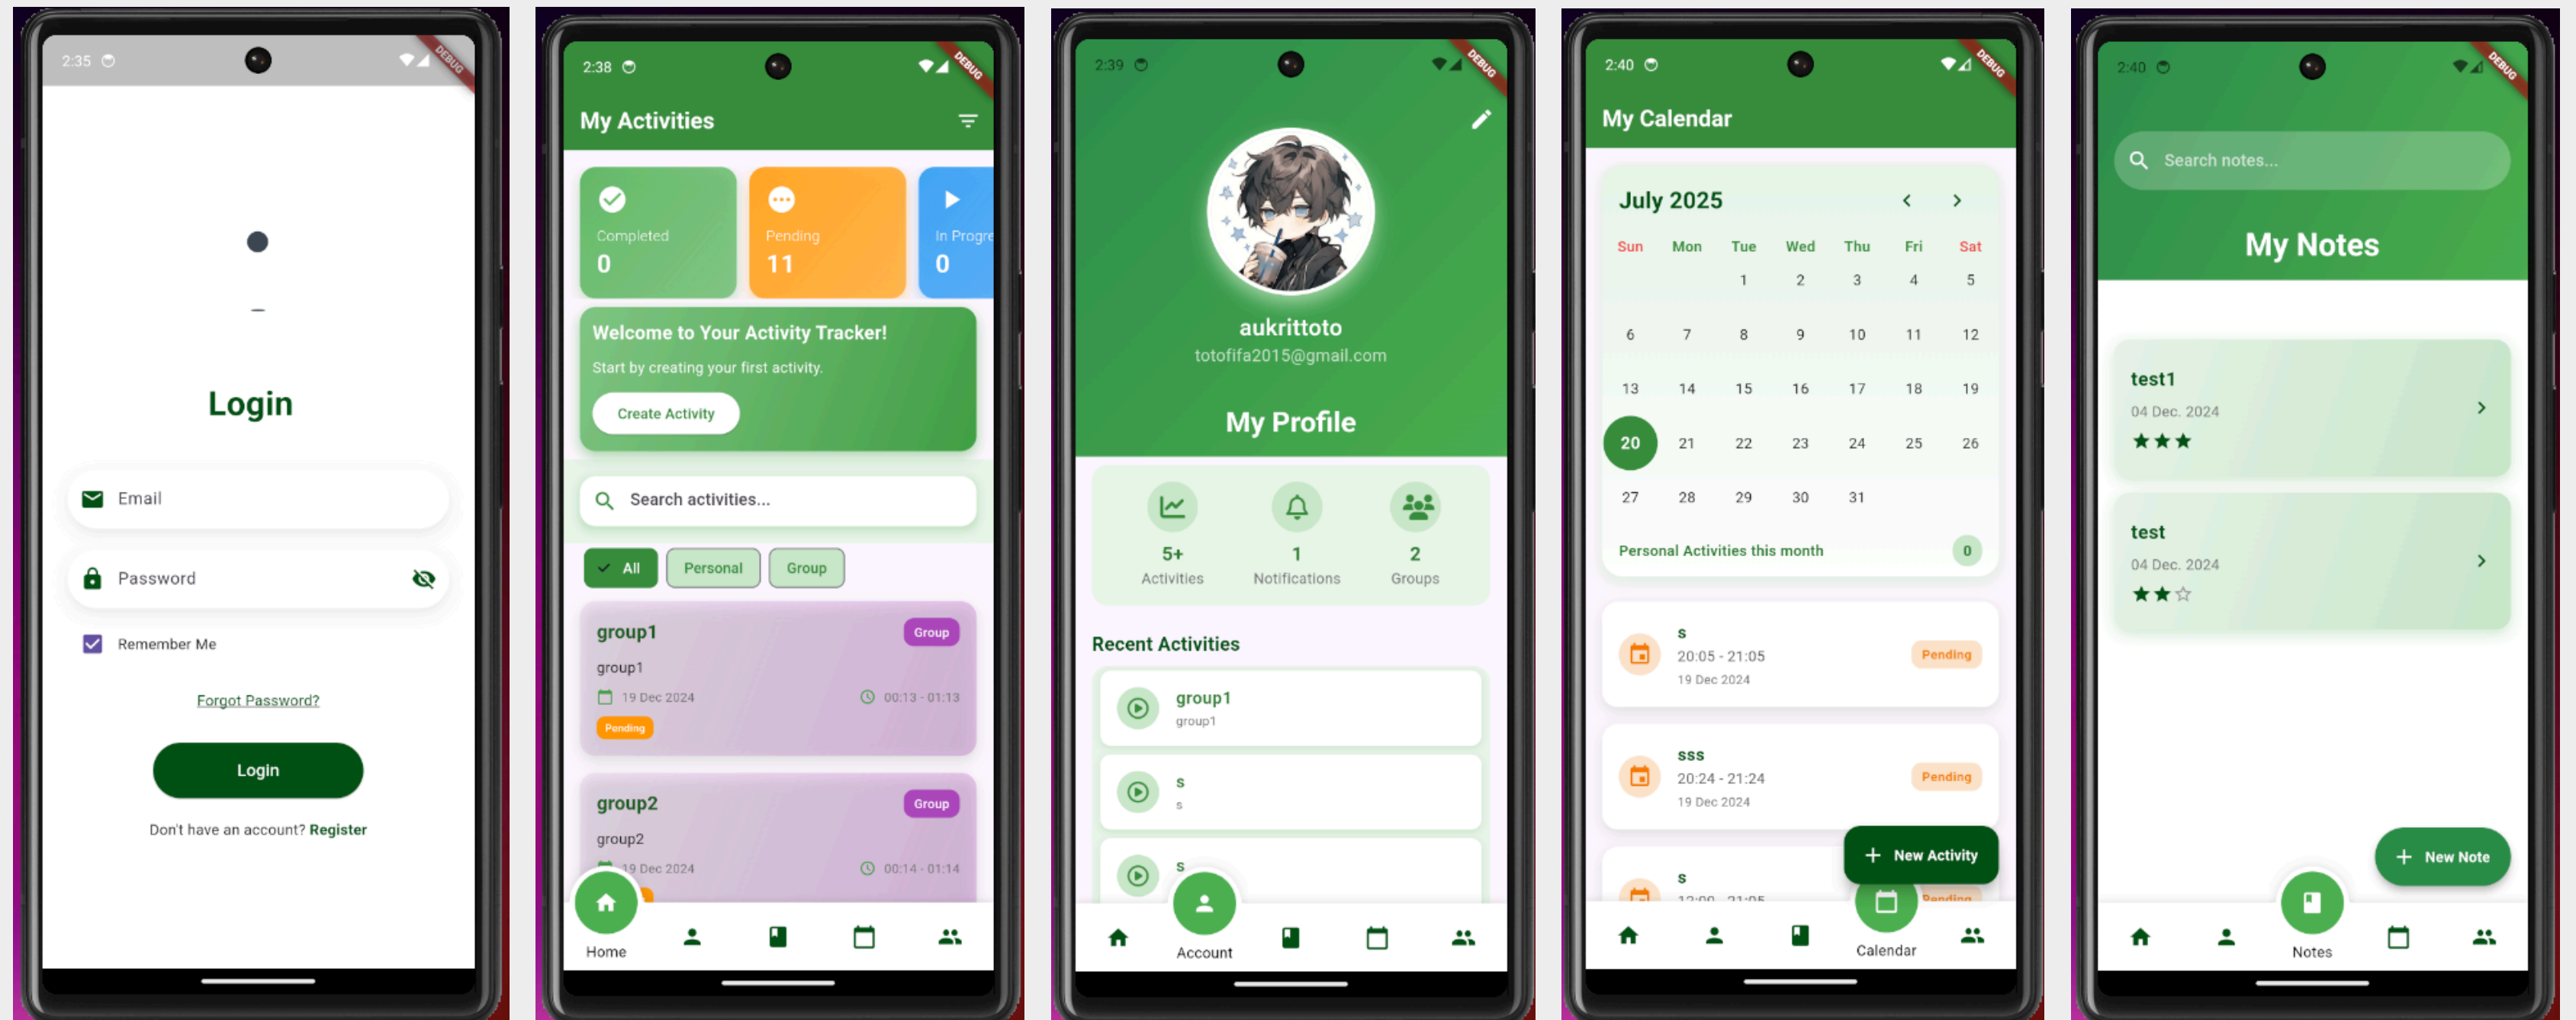 2:35
DEBUG
Login
Email
Password
Remember Me
Forgot Password?
Login
Don't have an account? Register
2:38
DEBUG
My Activities
Completed
0
Pending
11
In Progre
0
Welcome to Your Activity Tracker!
Start by creating your first activity.
Create Activity
Search activities...
All
Personal
Group
group1
Group
group1
19 Dec 2024
00:13 - 01:13
Pending
group2
Group
group2
19 Dec 2024
00:14 - 01:14
Home
2:39
DEBUG
aukrittoto
totofifa2015@gmail.com
My Profile
5+
Activities
1
Notifications
2
Groups
Recent Activities
group1
group1
s
s
s
Account
2:40
DEBUG
My Calendar
July 2025
Sun Mon Tue Wed Thu Fri Sat
1 2 3 4 5
6 7 8 9 10 11 12
13 14 15 16 17 18 19
20 21 22 23 24 25 26
27 28 29 30 31
Personal Activities this month 0
s
20:05 - 21:05
19 Dec 2024
Pending
sss
20:24 - 21:24
19 Dec 2024
Pending
s
Pending
+ New Activity
Calendar
2:40
DEBUG
Search notes...
My Notes
test1
04 Dec. 2024
test
04 Dec. 2024
+ New Note
Notes